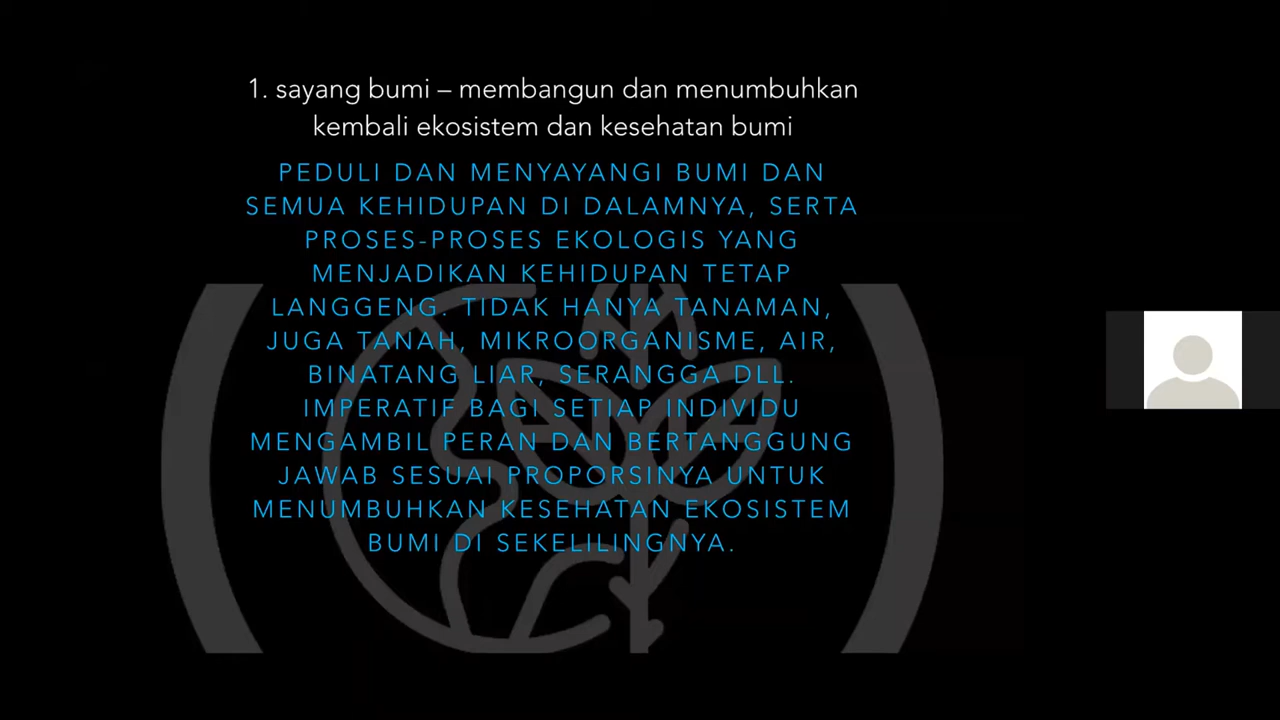 1. sayang bumi – membangun dan menumbuhkan
kembali ekosistem dan kesehatan bumi
PEDULI DAN MENYAYANGI BUMI DAN
SEMUA KEHIDUPAN DI DALAMNYA, SERTA
PROSES-PROSES EKOLOGIS YANG
MENJADIKAN KEHIDUPAN TETAP
LANGGENG. TIDAK HANYA TANAMAN,
JUGA TANAH, MIKROORGANISME, AIR,
BINATANG LIAR, SERANGGA DLL.
IMPERATIF BAGI SETIAP INDIVIDU
MENGAMBIL PERAN DAN BERTANGGUNG
JAWAB SESUAI PROPORSINYA UNTUK
MENUMBUHKAN KESEHATAN EKOSISTEM
BUMI DI SEKELILINGNYA.